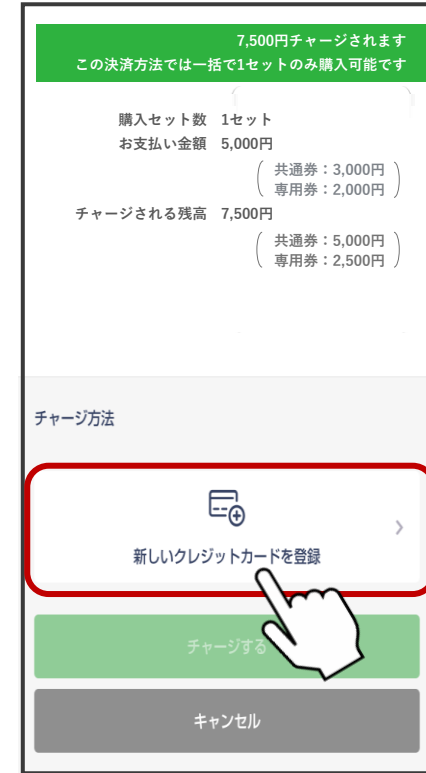 7,500円チャージされます
この決済方法では一括で1セットのみ購入可能です
購入セット数 1セット
お支払い金額 5,000円
共通券：3,000円
専用券：2,000円
チャージされる残高 7,500円
共通券：5,000円
専用券：2,500円
チャージ方法
新しいクレジットカードを登録
チャージする
キャンセル